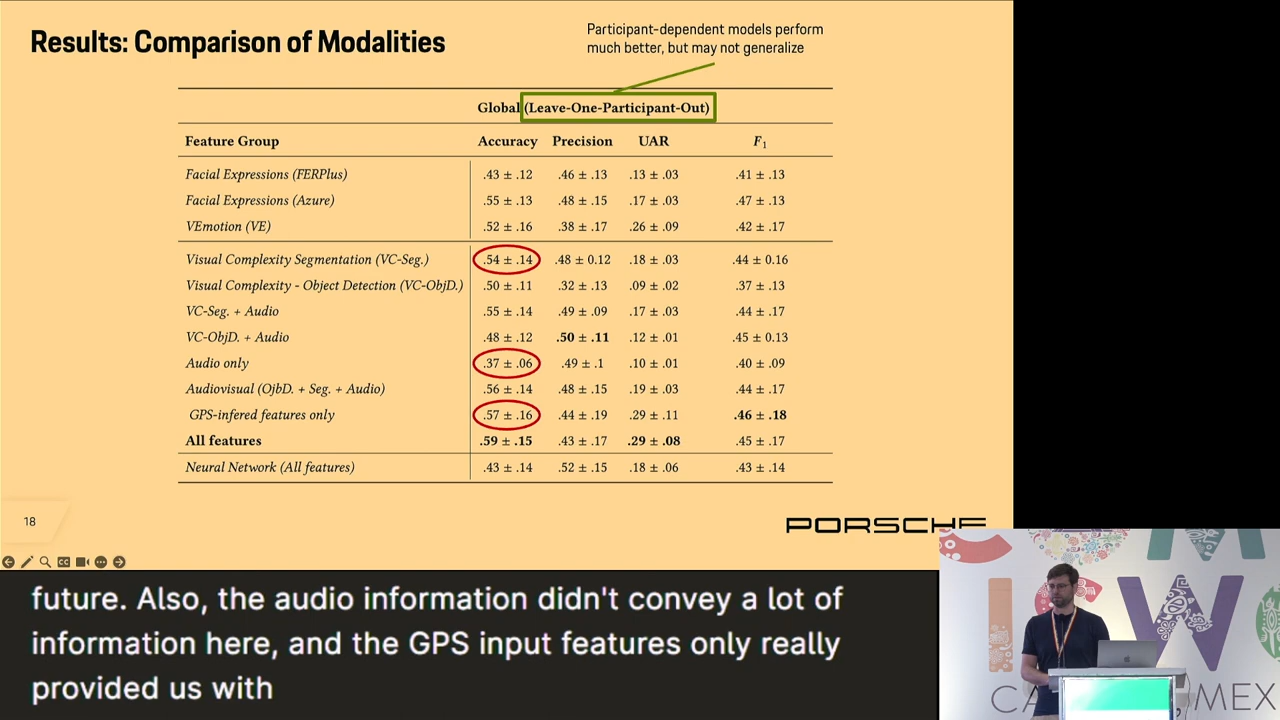 Results: Comparison of Modalities
Participant-dependent models perform
much better, but may not generalize
Global (Leave-One-Participant-Out)
Feature Group Accuracy Precision UAR F1
Facial Expressions (FERPlus) .43 ± .12 .46 ± .13 .13 ± .03 .41 ± .13
Facial Expressions (Azure) .55 ± .13 .48 ± .15 .17 ± .03 .47 ± .13
VEmotion (VE) .52 ± .16 .38 ± .17 .26 ± .09 .42 ± .17
Visual Complexity Segmentation (VC-Seg.) .54 ± .14 .48 ± 0.12 .18 ± .03 .44 ± 0.16
Visual Complexity - Object Detection (VC-ObjD.) .50 ± .11 .32 ± .13 .09 ± .02 .37 ± .13
VC-Seg. + Audio .55 ± .14 .49 ± .09 .17 ± .03 .44 ± .17
VC-ObjD. + Audio .48 ± .12 .50 ± .11 .12 ± .01 .45 ± 0.13
Audio only .37 ± .06 .49 ± .1 .10 ± .01 .40 ± .09
Audiovisual (OjbD. + Seg. + Audio) .56 ± .14 .48 ± .15 .19 ± .03 .44 ± .17
GPS-infered features only .57 ± .16 .44 ± .19 .29 ± .11 .46 ± .18
All features .59 ± .15 .43 ± .17 .29 ± .08 .45 ± .17
Neural Network (All features) .43 ± .14 .52 ± .15 .18 ± .06 .43 ± .14
18
PORSCHE
CC
future. Also, the audio information didn't convey a lot of
information here, and the GPS input features only really
provided us with
MEX